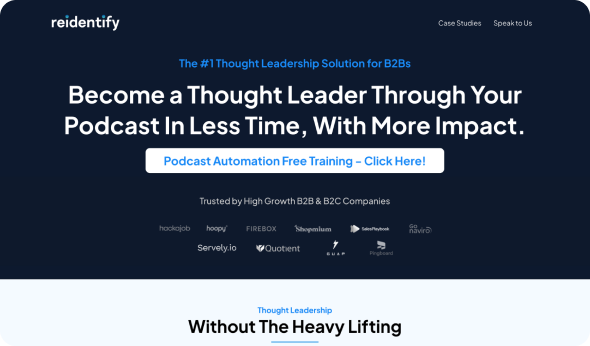 reidentify
Case Studies Speak to Us
The #1 Thought Leadership Solution for B2Bs
Become a Thought Leader Through Your
Podcast In Less Time, With More Impact.
Podcast Automation Free Training - Click Here!
Trusted by High Growth B2B & B2C Companies
hackajob hoopy FIREBOX Shopmium SalesPlaybook Go naviro
Servely.io Quotient GULP Pingboard
Thought Leadership
Without The Heavy Lifting